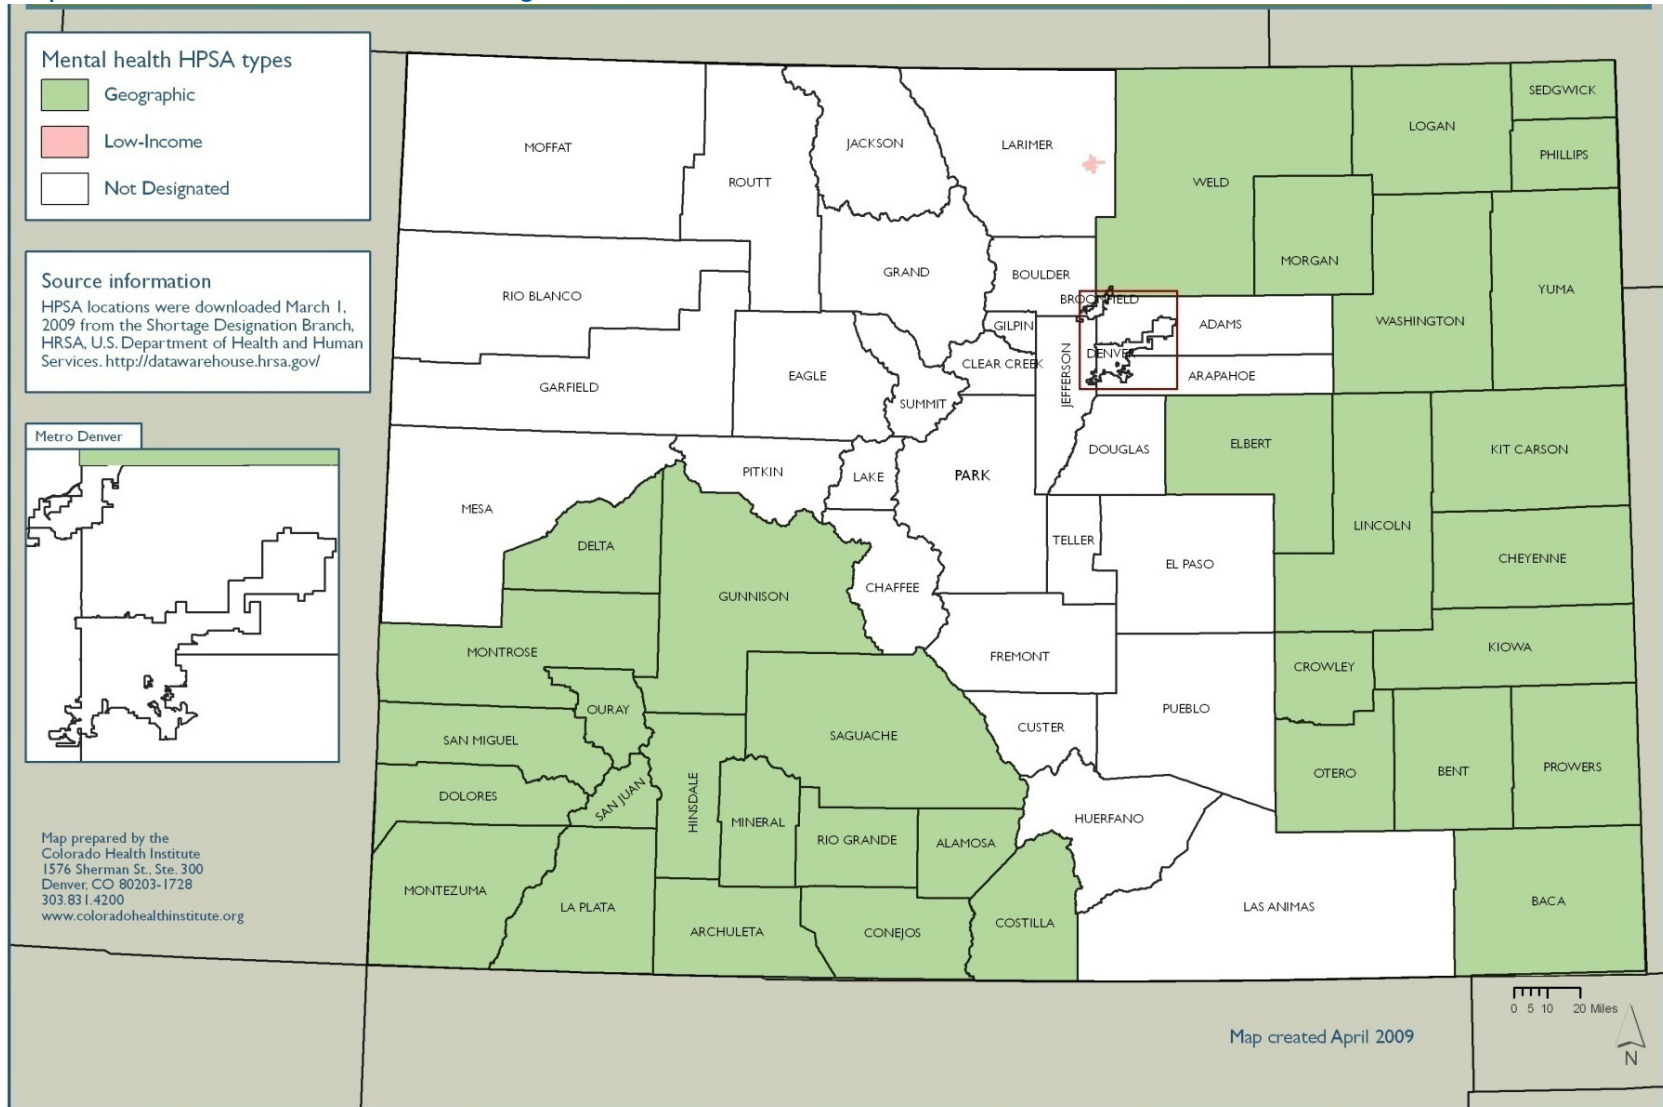 Mental health HPSA types
Geographic
Low-Income
Not Designated
Source information
HPSA locations were downloaded March 1,
2009 from the Shortage Designation Branch,
HRSA, U.S. Department of Health and Human
Services. http://datawarehouse.hrsa.gov/
Metro Denver
Map prepared by the
Colorado Health Institute
1576 Sherman St., Ste. 300
Denver, CO 80203-1728
303.831.4200
www.coloradohealthinstitute.org
MOFFAT
ROUTT
JACKSON
LARIMER
WELD
LOGAN
SEDGWICK
PHILLIPS
MORGAN
RIO BLANCO
GRAND
BOULDER
BROOMFIELD
YUMA
WASHINGTON
GILPIN
ADAMS
CLEAR CREEK
DENVER
JEFFERSON
ARAPAHOE
GARFIELD
EAGLE
SUMMIT
DOUGLAS
ELBERT
KIT CARSON
MESA
PITKIN
LAKE
PARK
LINCOLN
DELTA
TELLER
CHEYENNE
GUNNISON
CHAFFEE
EL PASO
MONTROSE
FREMONT
CROWLEY
KIOWA
OURAY
SAN MIGUEL
SAGUACHE
CUSTER
PUEBLO
OTERO
BENT
PROWERS
DOLORES
SAN JUAN
HINSDALE
MINERAL
RIO GRANDE
ALAMOSA
HUERFANO
MONTEZUMA
LA PLATA
ARCHULETA
CONEJOS
COSTILLA
LAS ANIMAS
BACA
0 5 10 20 Miles
Map created April 2009
N